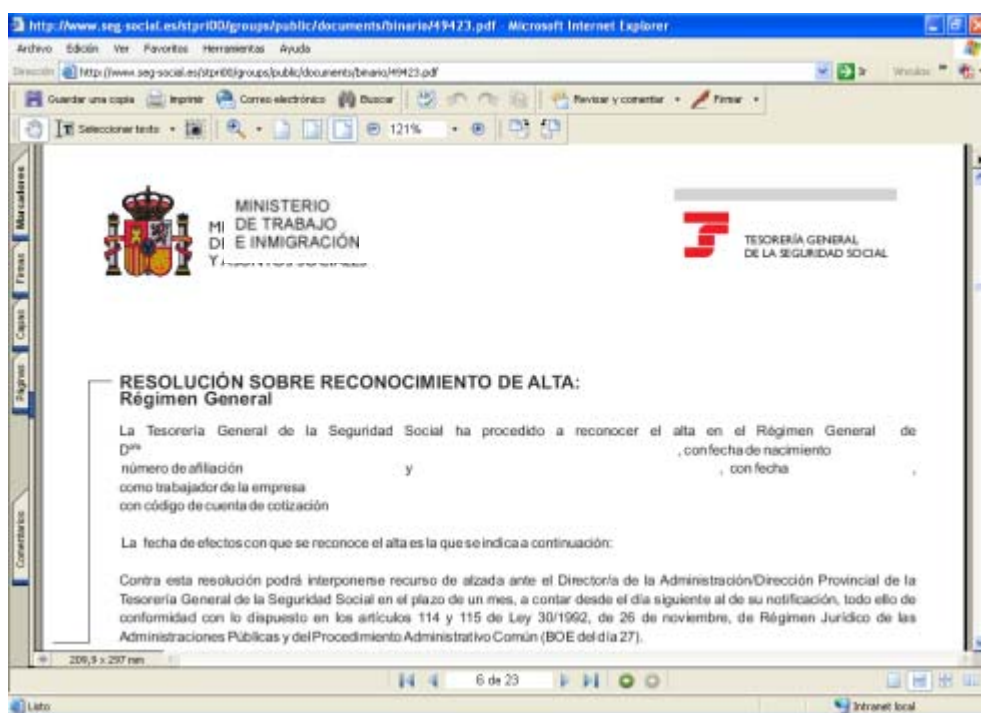 http://www.seg-social.es/stpri00/groups/public/documents/binario/49423.pdf - Microsoft Internet Explorer
Archivo Edición Ver Favoritos Herramientas Ayuda
Dirección http://www.seg-social.es/stpri00/groups/public/documents/binario/49423.pdf Ir Vínculos
Guardar una copia Imprimir Correo electrónico Buscar Revisar y comentar Firmar
Seleccionar texto 121%
Marcadores
Firmas
Capas
Páginas
Comentarios
MINISTERIO
DE TRABAJO
E INMIGRACIÓN
TESORERÍA GENERAL
DE LA SEGURIDAD SOCIAL
RESOLUCIÓN SOBRE RECONOCIMIENTO DE ALTA:
Régimen General
La Tesorería General de la Seguridad Social ha procedido a reconocer el alta en el Régimen General de
Dᵒⁿᵃ , con fecha de nacimiento
número de afiliación y , con fecha ,
como trabajador de la empresa
con código de cuenta de cotización
La fecha de efectos con que se reconoce el alta es la que se indica a continuación:
Contra esta resolución podrá interponerse recurso de alzada ante el Director/a de la Administración/Dirección Provincial de la
Tesorería General de la Seguridad Social en el plazo de un mes, a contar desde el día siguiente al de su notificación, todo ello de
conformidad con lo dispuesto en los artículos 114 y 115 de Ley 30/1992, de 26 de noviembre, de Régimen Jurídico de las
Administraciones Públicas y del Procedimiento Administrativo Común (BOE del día 27).
209,9 x 297 mm
6 de 23
Listo Intranet local